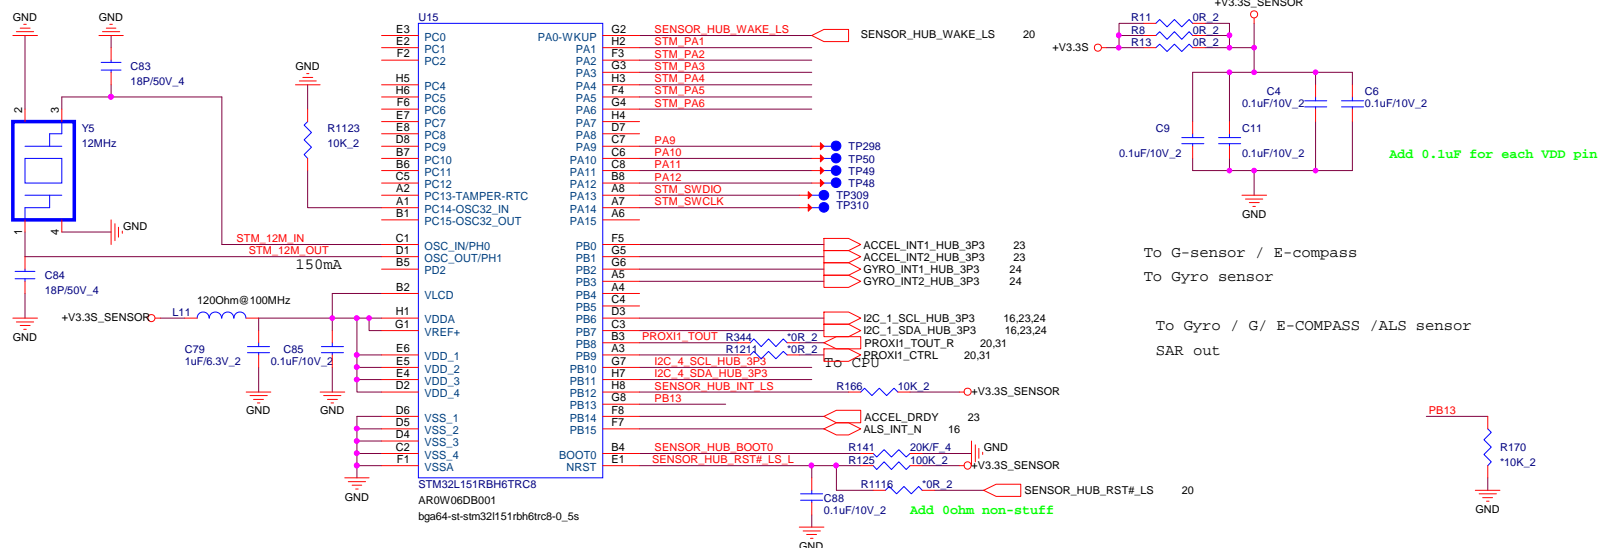 GND
GND
C83
18P/50V_4
2
3
Y5
12MHz
1
4
GND
C84
18P/50V_4
GND
GND
R1123
10K_2
STM_12M_IN
STM_12M_OUT
150mA
120Ohm@100MHz
+V3.3S_SENSOR
L11
C79
1uF/6.3V_2
C85
0.1uF/10V_2
GND
GND
GND
U15
E3 PC0
E2 PC1
F2 PC2
H5 PC4
H6 PC5
F6 PC6
E7 PC7
E8 PC8
D8 PC9
B7 PC10
B6 PC11
C5 PC12
A2 PC13-TAMPER-RTC
A1 PC14-OSC32_IN
B1 PC15-OSC32_OUT
C1 OSC_IN/PH0
D1 OSC_OUT/PH1
B5 PD2
B2 VLCD
H1 VDDA
G1 VREF+
E6 VDD_1
E5 VDD_2
E4 VDD_3
D2 VDD_4
D6 VSS_1
D5 VSS_2
D4 VSS_3
C2 VSS_4
F1 VSSA
STM32L151RBH6TRC8
AR0W06DB001
bga64-st-stm32l151rbh6trc8-0_5s
PA0-WKUP G2 SENSOR_HUB_WAKE_LS SENSOR_HUB_WAKE_LS 20
PA1 H2 STM_PA1
PA2 F3 STM_PA2
PA3 G3 STM_PA3
PA4 H3 STM_PA4
PA5 F4 STM_PA5
PA6 G4 STM_PA6
PA7 H4
PA8 D7
PA9 C7 PA9 TP298
PA10 C6 PA10 TP50
PA11 C8 PA11 TP49
PA12 B8 PA12 TP48
PA13 A8 STM_SWDIO TP309
PA14 A7 STM_SWCLK TP310
PA15 A6
PB0 F5 ACCEL_INT1_HUB_3P3 23
PB1 G5 ACCEL_INT2_HUB_3P3 23
PB2 G6 GYRO_INT1_HUB_3P3 24
PB3 A5 GYRO_INT2_HUB_3P3 24
PB4 A4
PB5 C4
PB6 D3 I2C_1_SCL_HUB_3P3 16,23,24
PB7 C3 I2C_1_SDA_HUB_3P3 16,23,24
PB8 B3 PROXI1_TOUT R344 *0R_2 PROXI1_TOUT_R 20,31
PB9 A3 R1211 *0R_2 PROXI1_CTRL 20,31
To CPU
PB10 G7 I2C_4_SCL_HUB_3P3
PB11 H7 I2C_4_SDA_HUB_3P3
PB12 H8 SENSOR_HUB_INT_LS R166 10K_2 +V3.3S_SENSOR
PB13 G8 PB13
PB14 F8 ACCEL_DRDY 23
PB15 F7 ALS_INT_N 16
BOOT0 B4 SENSOR_HUB_BOOT0 R141 20K/F_4 GND
NRST E1 SENSOR_HUB_RST#_LS_L R125 100K_2 +V3.3S_SENSOR
R1116 *0R_2 SENSOR_HUB_RST#_LS 20
C88
0.1uF/10V_2
Add 0ohm non-stuff
GND
+V3.3S_SENSOR
R11 0R_2
R8 0R_2
+V3.3S R13 0R_2
C4
0.1uF/10V_2
C6
0.1uF/10V_2
C9
0.1uF/10V_2
C11
0.1uF/10V_2
GND
Add 0.1uF for each VDD pin
To G-sensor / E-compass
To Gyro sensor
To Gyro / G/ E-COMPASS /ALS sensor
SAR out
PB13
R170
*10K_2
GND